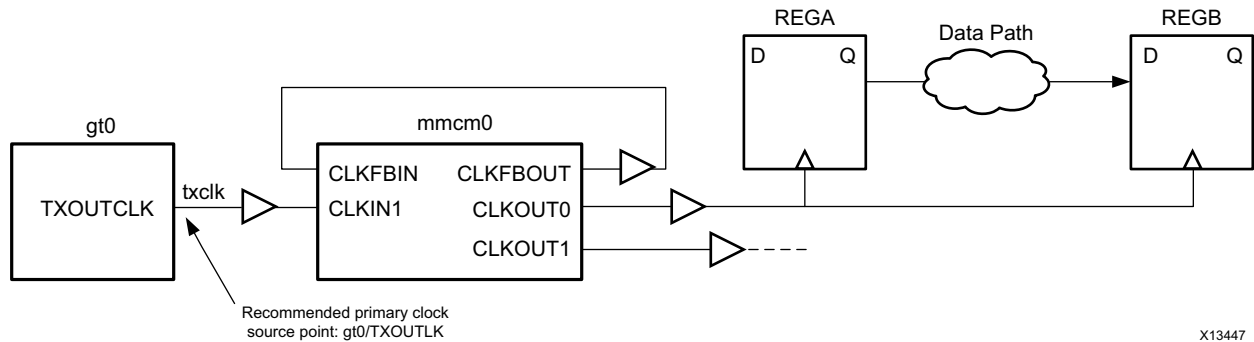 REGA
REGB
Data Path
D Q
D Q
gt0
mmcm0
TXOUTCLK
txclk
CLKFBIN CLKFBOUT
CLKIN1 CLKOUT0
CLKOUT1
Recommended primary clock
source point: gt0/TXOUTLK
X13447